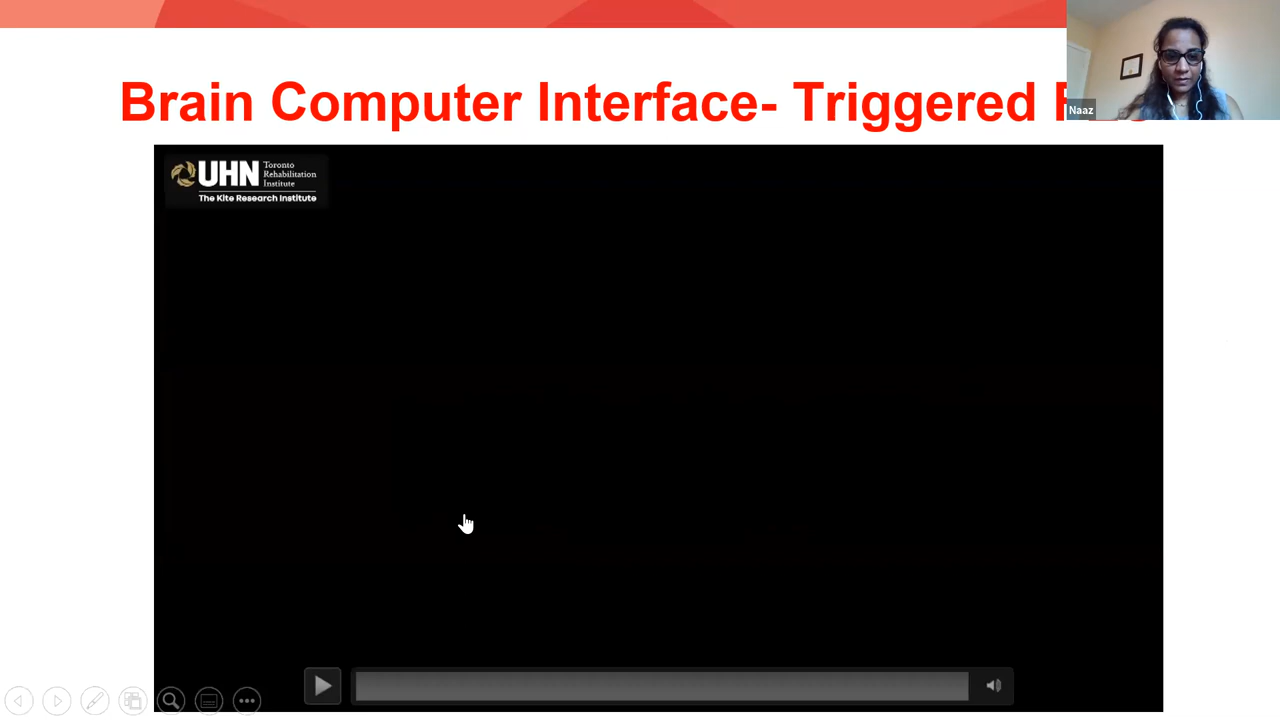 Brain Computer Interface- Triggered
Naaz
UHN Toronto
Rehabilitation
Institute
The Kite Research Institute